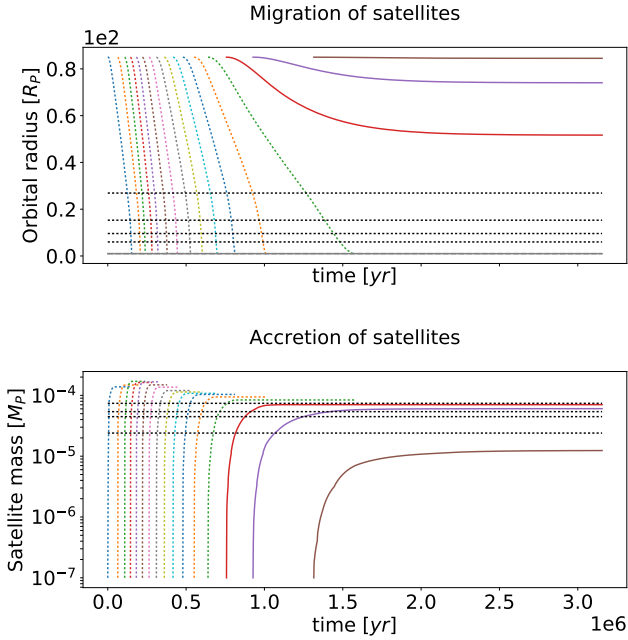 Migration of satellites
1e2
0.8
0.6
0.4
0.2
0.0
Orbital radius [R_P]
time [yr]
Accretion of satellites
10^−4
10^−5
10^−6
10^−7
Satellite mass [M_P]
0.0 0.5 1.0 1.5 2.0 2.5 3.0
1e6
time [yr]